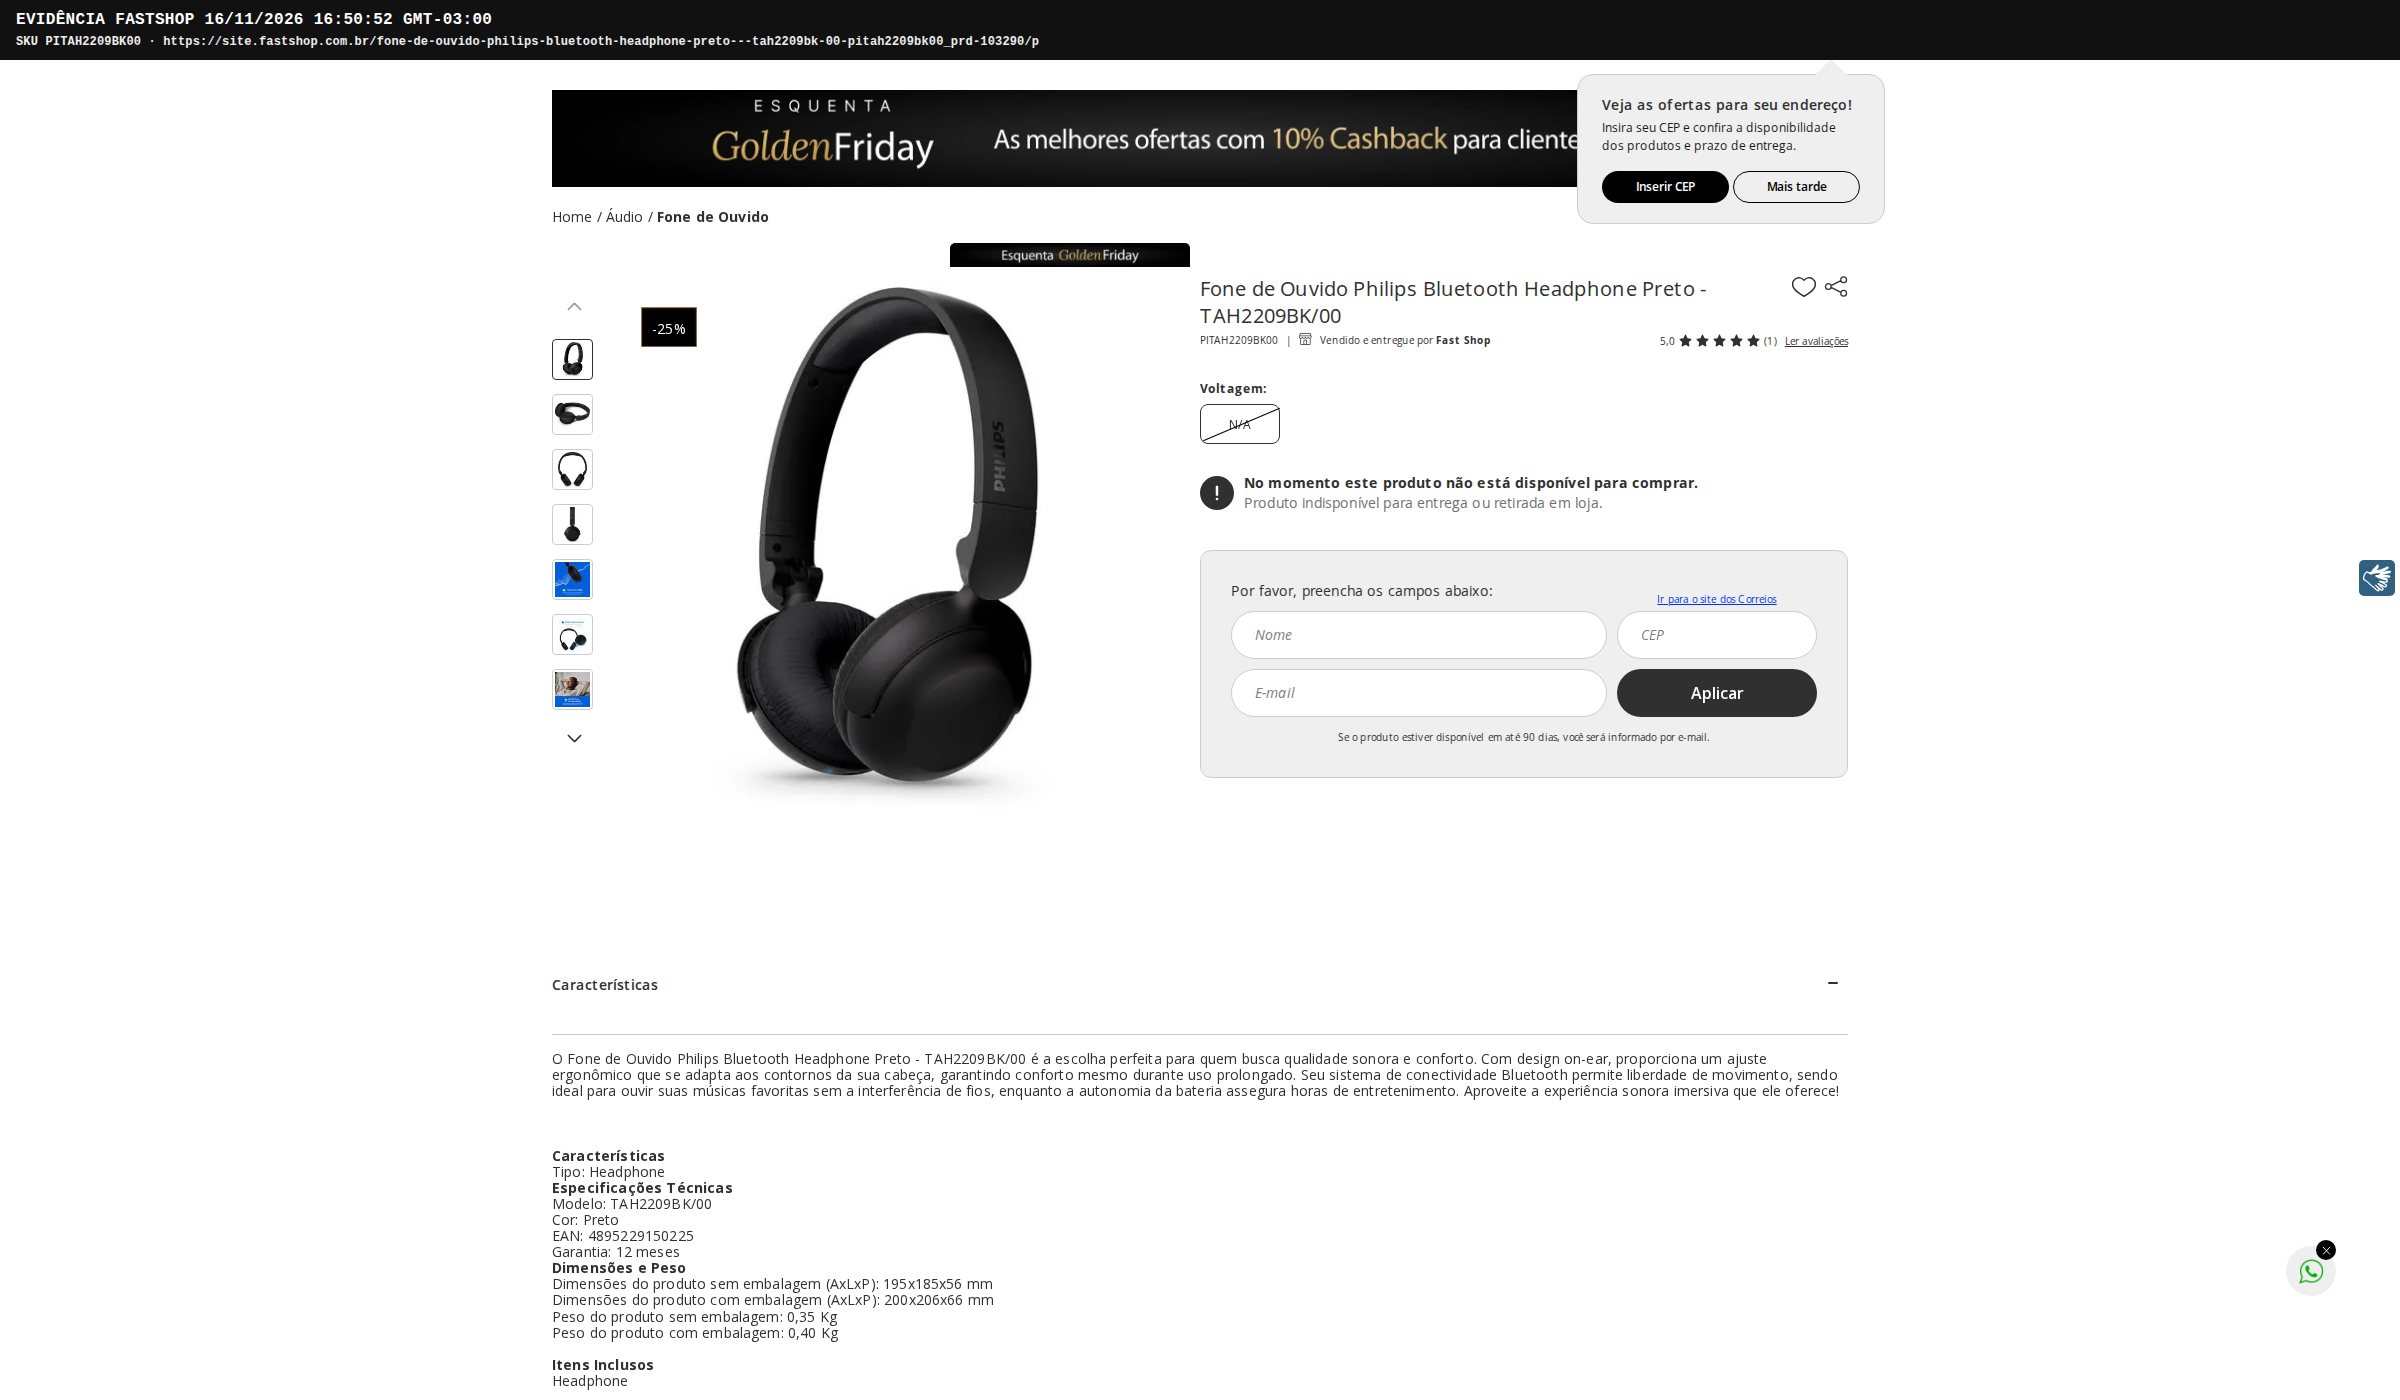 EVIDÊNCIA FASTSHOP 16/11/2026 16:50:52 GMT-03:00
SKU PITAH2209BK00 · https://site.fastshop.com.br/fone-de-ouvido-philips-bluetooth-headphone-preto---tah2209bk-00-pitah2209bk00_prd-103290/p
ESQUENTA
GoldenFriday
As melhores ofertas com 10% Cashback para cliente
Veja as ofertas para seu endereço!
Insira seu CEP e confira a disponibilidade
dos produtos e prazo de entrega.
Inserir CEP
Mais tarde
Home / Áudio / Fone de Ouvido
Esquenta GoldenFriday
-25%
PHILIPS
Fone de Ouvido Philips Bluetooth Headphone Preto -
TAH2209BK/00
PITAH2209BK00 | Vendido e entregue por Fast Shop
5,0 (1) Ler avaliações
Voltagem:
N/A
No momento este produto não está disponível para comprar.
Produto indisponível para entrega ou retirada em loja.
Por favor, preencha os campos abaixo:
Ir para o site dos Correios
Nome
CEP
E-mail
Aplicar
Se o produto estiver disponível em até 90 dias, você será informado por e-mail.
Características
O Fone de Ouvido Philips Bluetooth Headphone Preto - TAH2209BK/00 é a escolha perfeita para quem busca qualidade sonora e conforto. Com design on-ear, proporciona um ajuste
ergonômico que se adapta aos contornos da sua cabeça, garantindo conforto mesmo durante uso prolongado. Seu sistema de conectividade Bluetooth permite liberdade de movimento, sendo
ideal para ouvir suas músicas favoritas sem a interferência de fios, enquanto a autonomia da bateria assegura horas de entretenimento. Aproveite a experiência sonora imersiva que ele oferece!
Características
Tipo: Headphone
Especificações Técnicas
Modelo: TAH2209BK/00
Cor: Preto
EAN: 4895229150225
Garantia: 12 meses
Dimensões e Peso
Dimensões do produto sem embalagem (AxLxP): 195x185x56 mm
Dimensões do produto com embalagem (AxLxP): 200x206x66 mm
Peso do produto sem embalagem: 0,35 Kg
Peso do produto com embalagem: 0,40 Kg
Itens Inclusos
Headphone